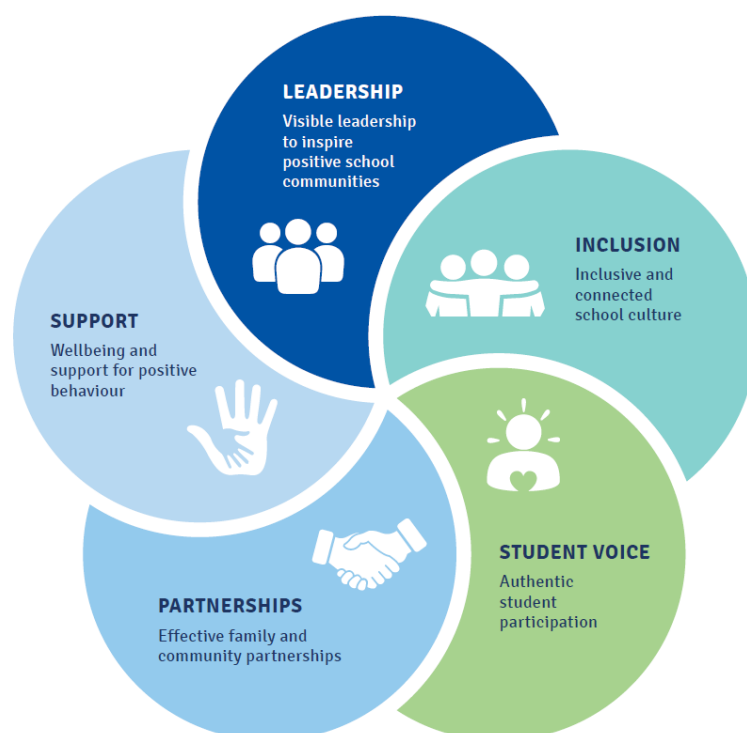 LEADERSHIP
Visible leadership
to inspire
positive school
communities
INCLUSION
Inclusive and
connected
school culture
STUDENT VOICE
Authentic
student
participation
PARTNERSHIPS
Effective family and
community partnerships
SUPPORT
Wellbeing and
support for positive
behaviour